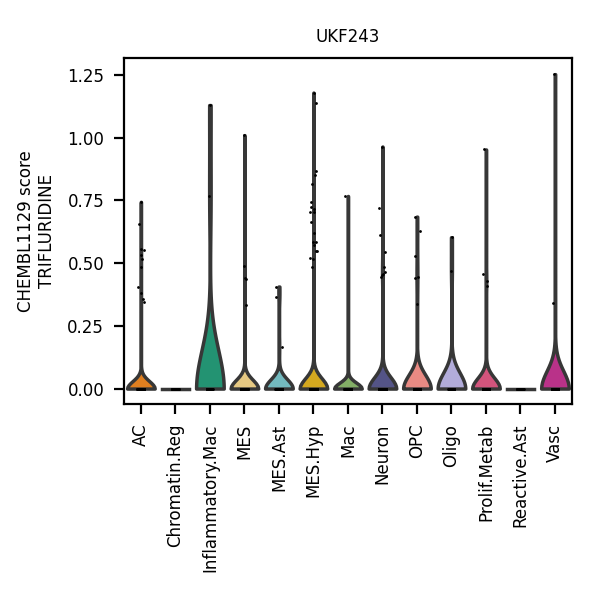 UKF243
CHEMBL1129 score
TRIFLURIDINE
1.25
1.00
0.75
0.50
0.25
0.00
AC
Chromatin.Reg
Inflammatory.Mac
MES
MES.Ast
MES.Hyp
Mac
Neuron
OPC
Oligo
Prolif.Metab
Reactive.Ast
Vasc